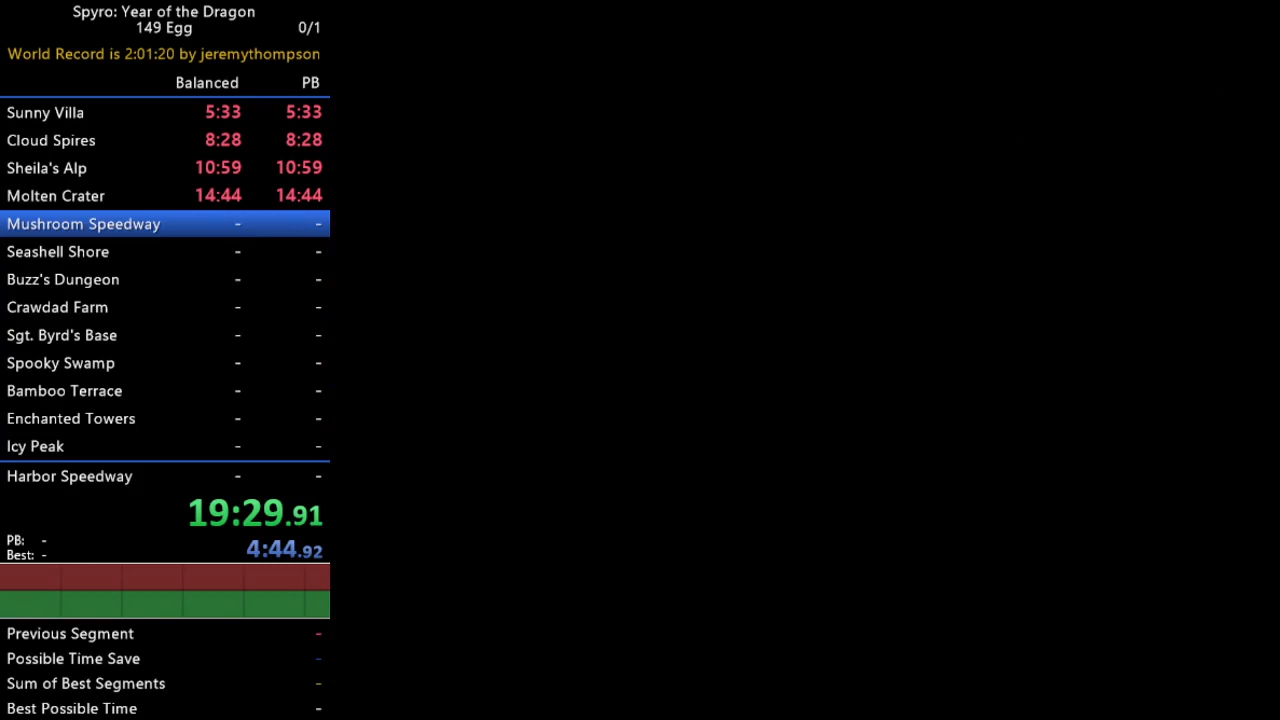 Spyro: Year of the Dragon
149 Egg 0/1
World Record is 2:01:20 by jeremythompson
Balanced PB
Sunny Villa 5:33 5:33
Cloud Spires 8:28 8:28
Sheila's Alp 10:59 10:59
Molten Crater 14:44 14:44
Mushroom Speedway - -
Seashell Shore - -
Buzz's Dungeon - -
Crawdad Farm - -
Sgt. Byrd's Base - -
Spooky Swamp - -
Bamboo Terrace - -
Enchanted Towers - -
Icy Peak - -
Harbor Speedway - -
19:29.91
PB: -
Best: - 4:44.92
Previous Segment -
Possible Time Save -
Sum of Best Segments -
Best Possible Time -